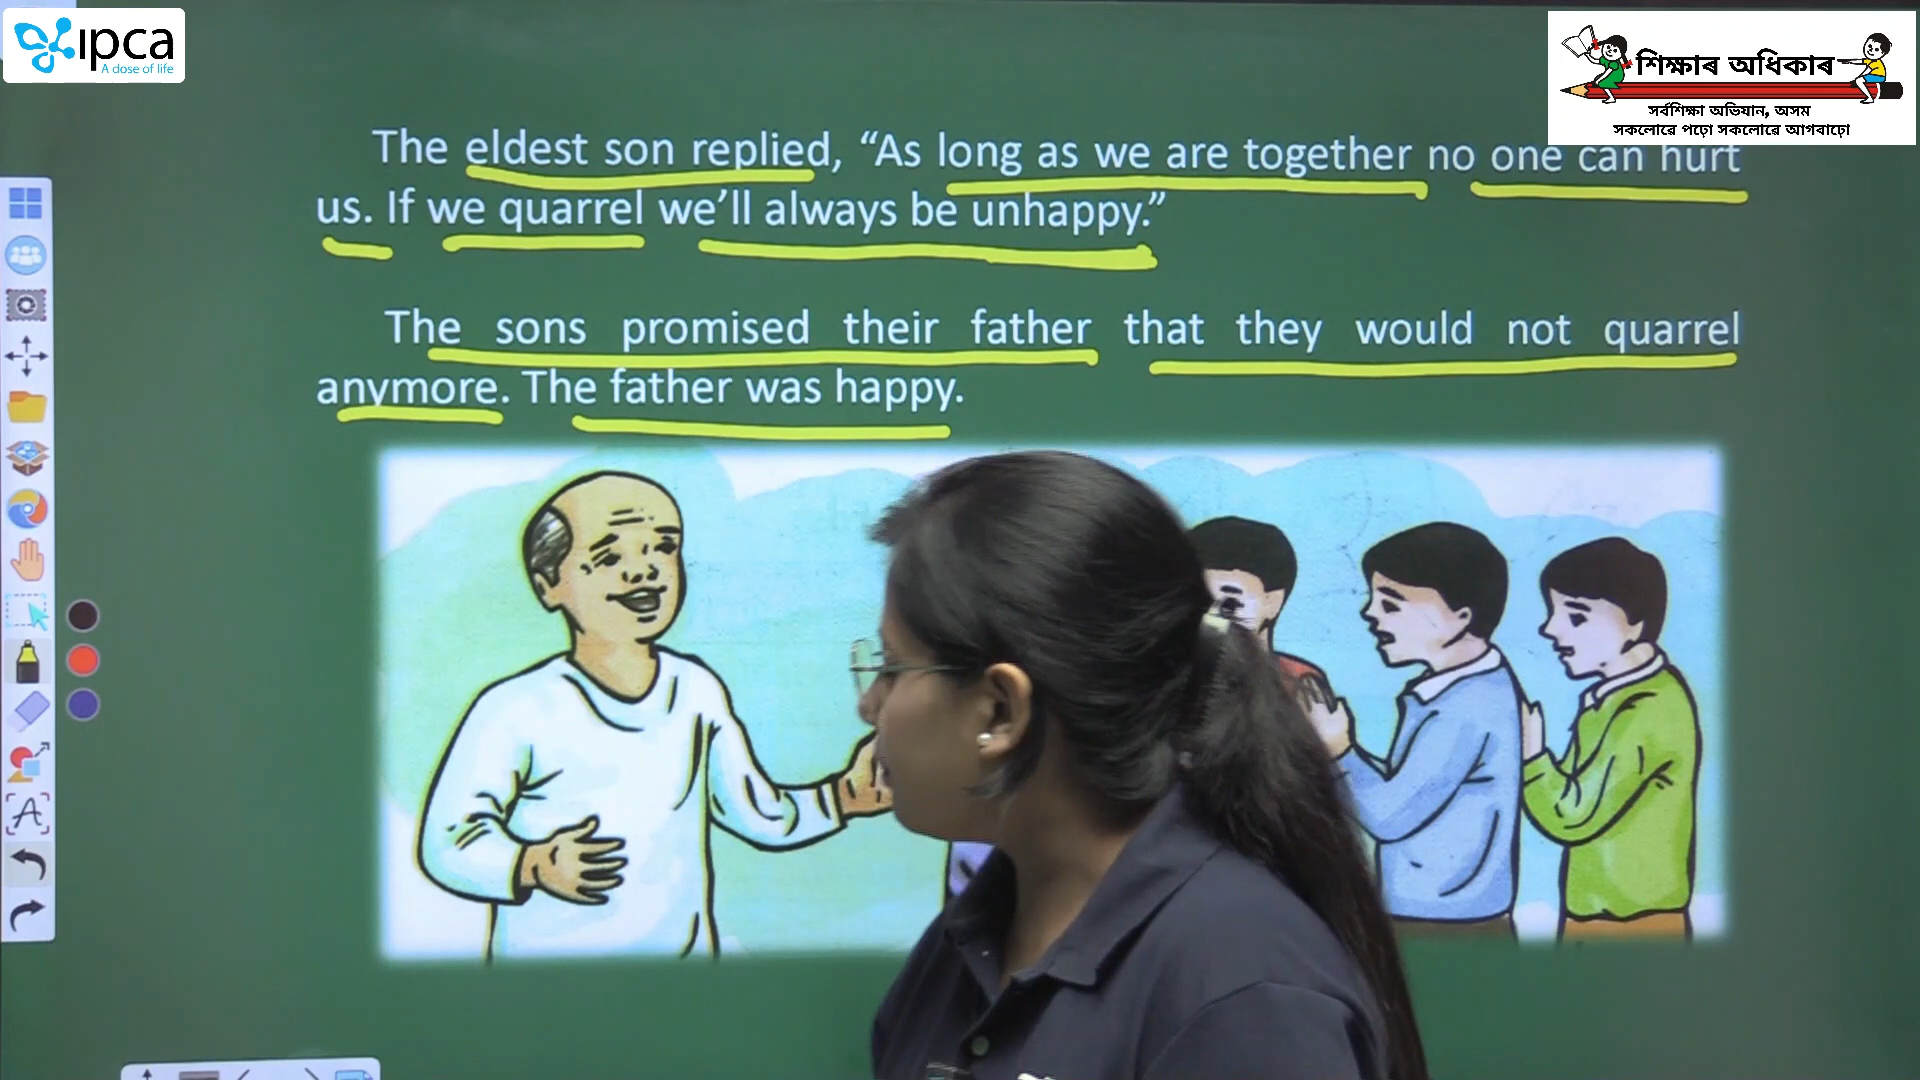 ipca
A dose of life
শিক্ষাৰ অধিকাৰ
সৰ্বশিক্ষা অভিযান, অসম
সকলোৱে পঢ়ো সকলোৱে আগবাঢ়ো
The eldest son replied, “As long as we are together no one can hurt
us. If we quarrel we’ll always be unhappy.”
The sons promised their father that they would not quarrel
anymore. The father was happy.